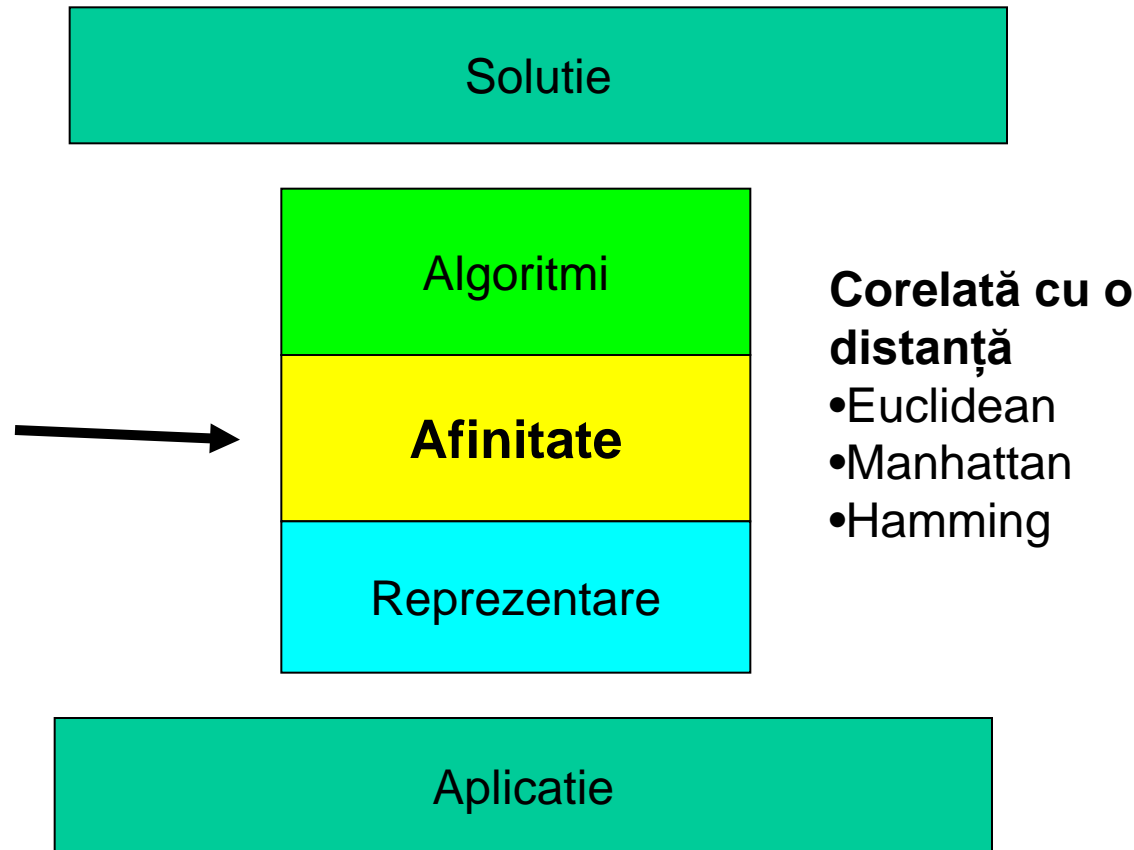 Solutie
Algoritmi
Afinitate
Reprezentare
Corelată cu o
distanță
•Euclidean
•Manhattan
•Hamming
Aplicatie